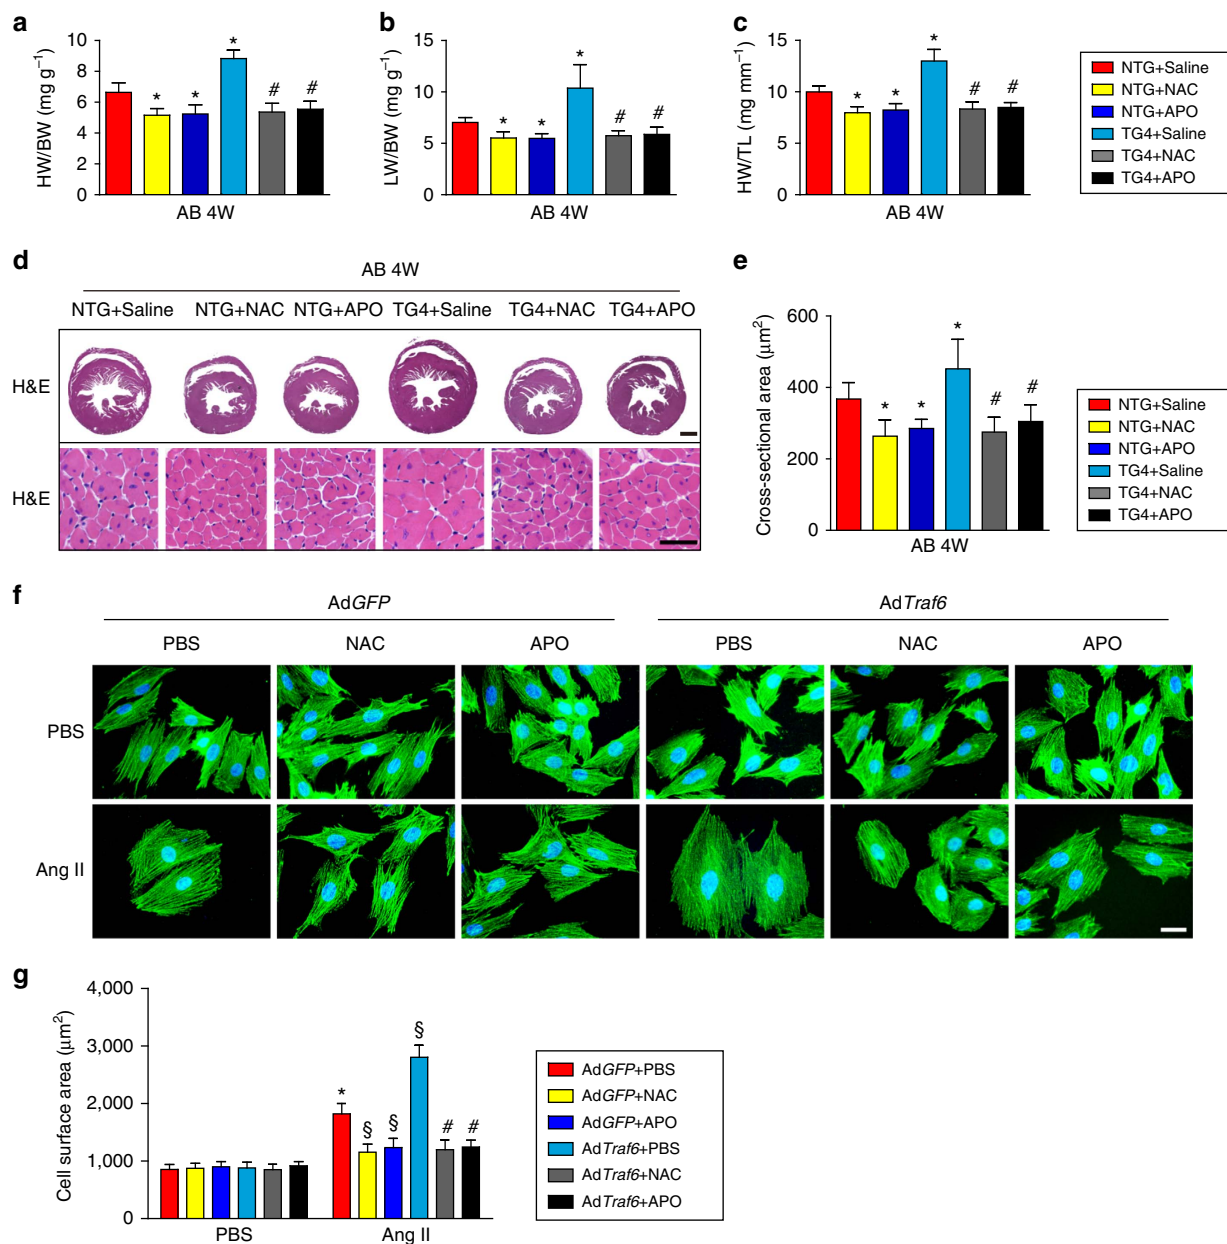 a
HW/BW (mg g⁻¹)
10
8
6
4
2
0
*
*
*
#
#
AB 4W
b
LW/BW (mg g⁻¹)
15
10
5
0
*
*
*
#
#
AB 4W
c
HW/TL (mg mm⁻¹)
15
10
5
0
*
*
*
#
#
AB 4W
NTG+Saline
NTG+NAC
NTG+APO
TG4+Saline
TG4+NAC
TG4+APO
d
AB 4W
NTG+Saline NTG+NAC NTG+APO TG4+Saline TG4+NAC TG4+APO
H&E
H&E
e
Cross-sectional area (μm²)
600
400
200
0
*
*
*
#
#
AB 4W
NTG+Saline
NTG+NAC
NTG+APO
TG4+Saline
TG4+NAC
TG4+APO
f
AdGFP AdTraf6
PBS NAC APO PBS NAC APO
PBS
Ang II
g
Cell surface area (μm²)
4,000
3,000
2,000
1,000
0
*
§
§
§
#
#
PBS Ang II
AdGFP+PBS
AdGFP+NAC
AdGFP+APO
AdTraf6+PBS
AdTraf6+NAC
AdTraf6+APO